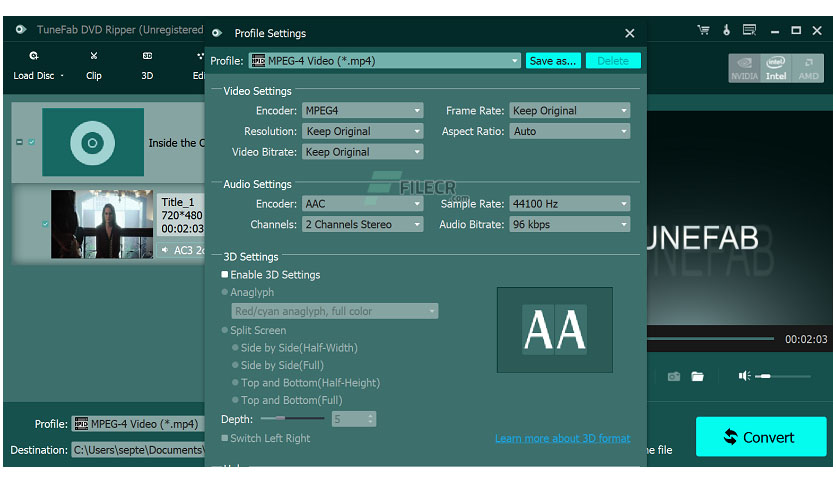 TuneFab DVD Ripper (Unregistered
Profile Settings
Load Disc
Clip
3D
Profile:
MPEG-4 Video (*.mp4)
Save as...
Delete
NVIDIA
Intel
AMD
Video Settings
Encoder:
MPEG4
Frame Rate:
Keep Original
Resolution:
Keep Original
Aspect Ratio:
Auto
Video Bitrate:
Keep Original
Inside the
Audio Settings
FILECR
.com
Encoder:
AAC
Sample Rate:
44100 Hz
Channels:
2 Channels Stereo
Audio Bitrate:
96 kbps
Title_1
720*480
00:02:03
AC3
3D Settings
Enable 3D Settings
Anaglyph
Red/cyan anaglyph, full color
Split Screen
Side by Side(Half-Width)
Side by Side(Full)
Top and Bottom(Half-Height)
Top and Bottom(Full)
Depth:
5
Switch Left Right
AA
Learn more about 3D format
UNEFAB
00:02:03
Profile:
MPEG-4 Video (*.mp4)
Destination:
C:\Users\septe\Documents\
ne file
Convert